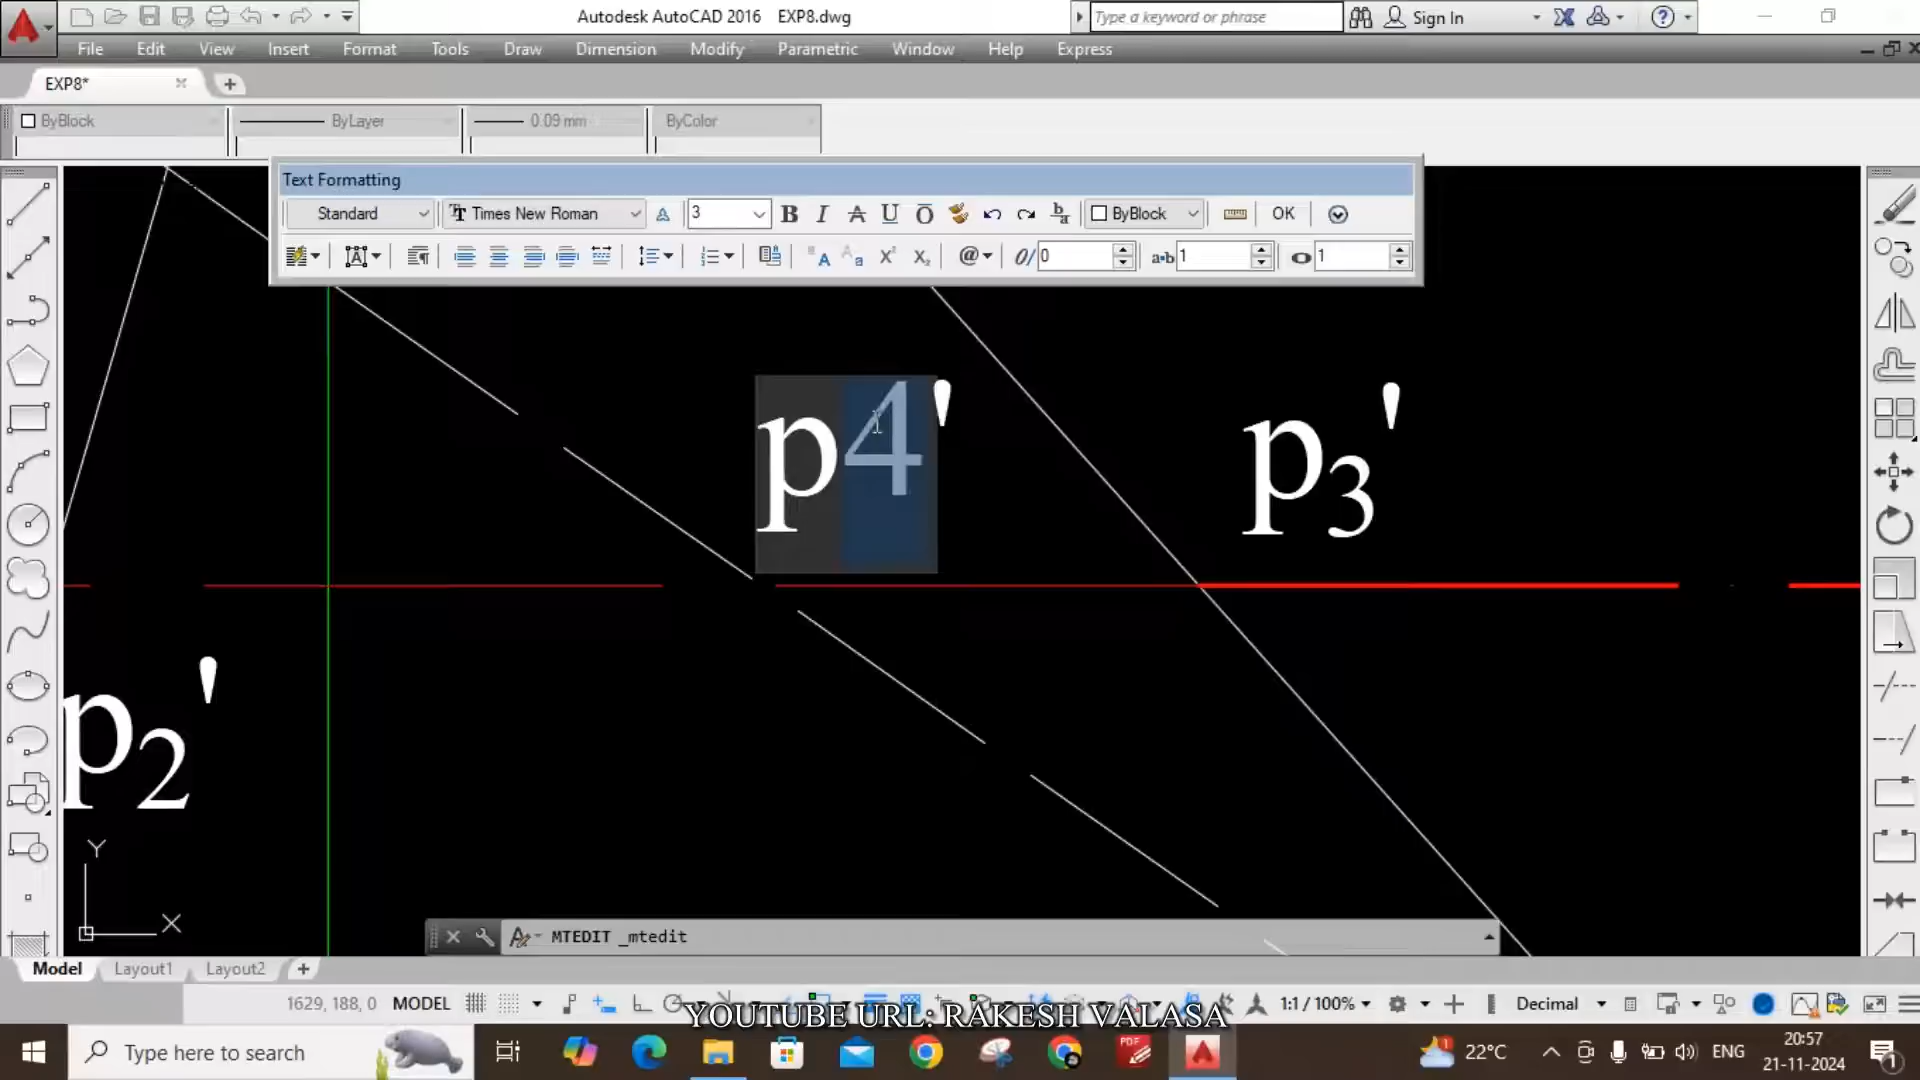 Autodesk AutoCAD 2016 EXP8.dwg
Type a keyword or phrase
Sign In
File Edit View Insert Format Tools Draw Dimension Modify Parametric Window Help Express
EXP8*
ByBlock ByLayer 0.09 mm ByColor
Text Formatting
Standard Times New Roman 3 B I A U O b/a ByBlock OK
@ 0/ 0 a•b 1 1
p4'
p3'
p2'
Y
X
MTEDIT _mtedit
Model Layout1 Layout2
1629, 188, 0 MODEL 1:1 / 100% Decimal
YOUTUBE URL: RAKESH VALASA
Type here to search
PDF
22°C
ENG
20:57
21-11-2024
1